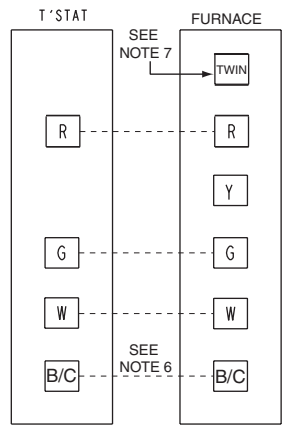 T'STAT
FURNACE
SEE
NOTE 7
TWIN
R
R
Y
G
G
W
W
SEE
NOTE 6
B/C
B/C